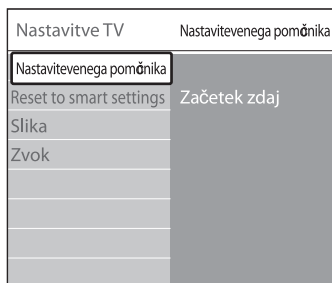 Nastavitve TV
Nastavitevenega pomočnika
Nastavitevenega pomočnika
Reset to smart settings
Začetek zdaj
Slika
Zvok